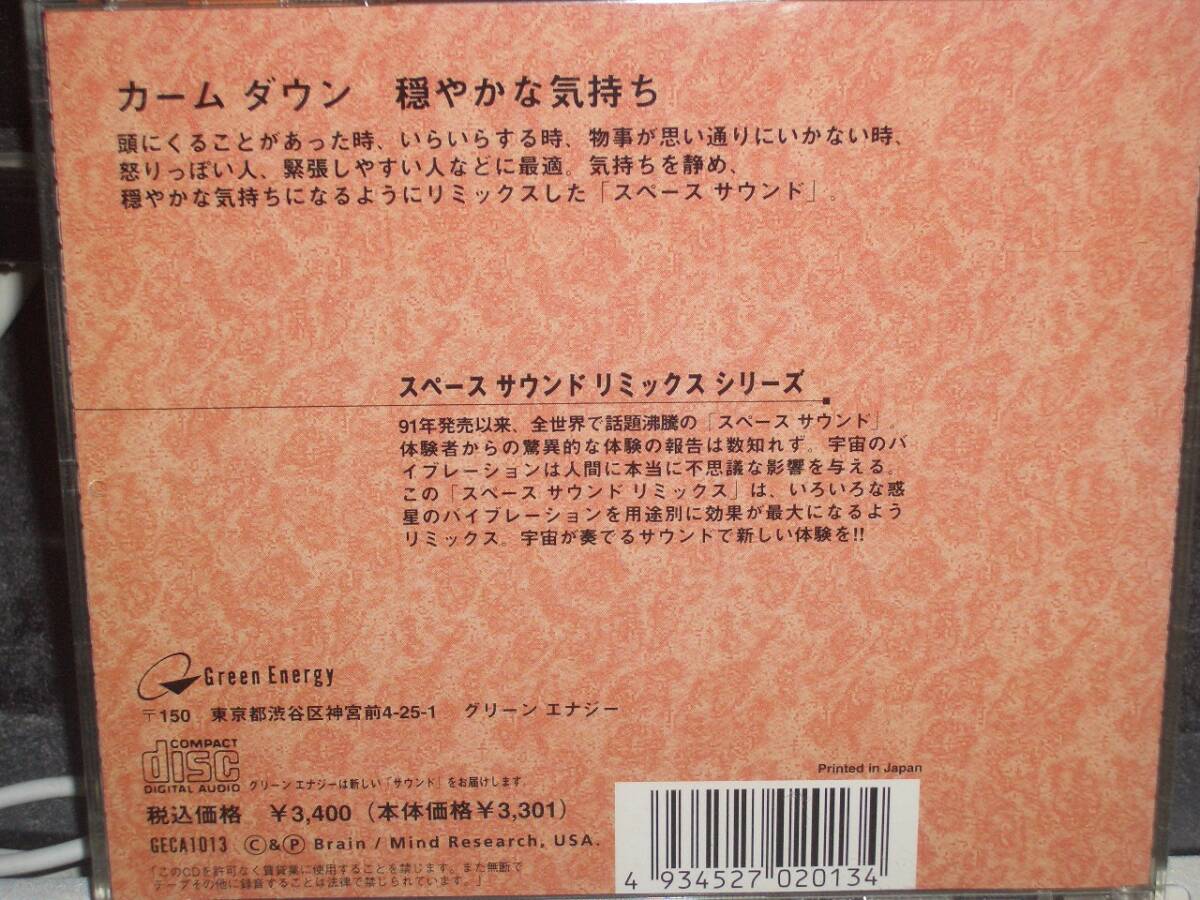 カーム ダウン　穏やかな気持ち
頭にくることがあった時、いらいらする時、物事が思い通りにいかない時、
怒りっぽい人、緊張しやすい人などに最適。気持ちを静め、
穏やかな気持ちになるようにリミックスした「スペース サウンド」。
スペース サウンド リミックス シリーズ
91年発売以来、全世界で話題沸騰の「スペース サウンド」。
体験者からの驚異的な体験の報告は数知れず。宇宙のバ
イブレーションは人間に本当に不思議な影響を与える。
この「スペース サウンド リミックス」は、いろいろな惑
星のバイブレーションを用途別に効果が最大になるよう
リミックス。宇宙が奏でるサウンドで新しい体験を!!
Green Energy
〒150　東京都渋谷区神宮前4-25-1　グリーン エナジー
COMPACT
disc
DIGITAL AUDIO
グリーン エナジーは新しい「サウンド」をお届けします。
Printed in Japan
税込価格　¥3,400（本体価格¥3,301）
GECA1013 Ⓒ&Ⓟ Brain / Mind Research, USA.
「このCDを許可なく賃貸業に使用することを禁じます。また無断で
テープその他に録音することは法律で禁じられています。」
4 934527 020134